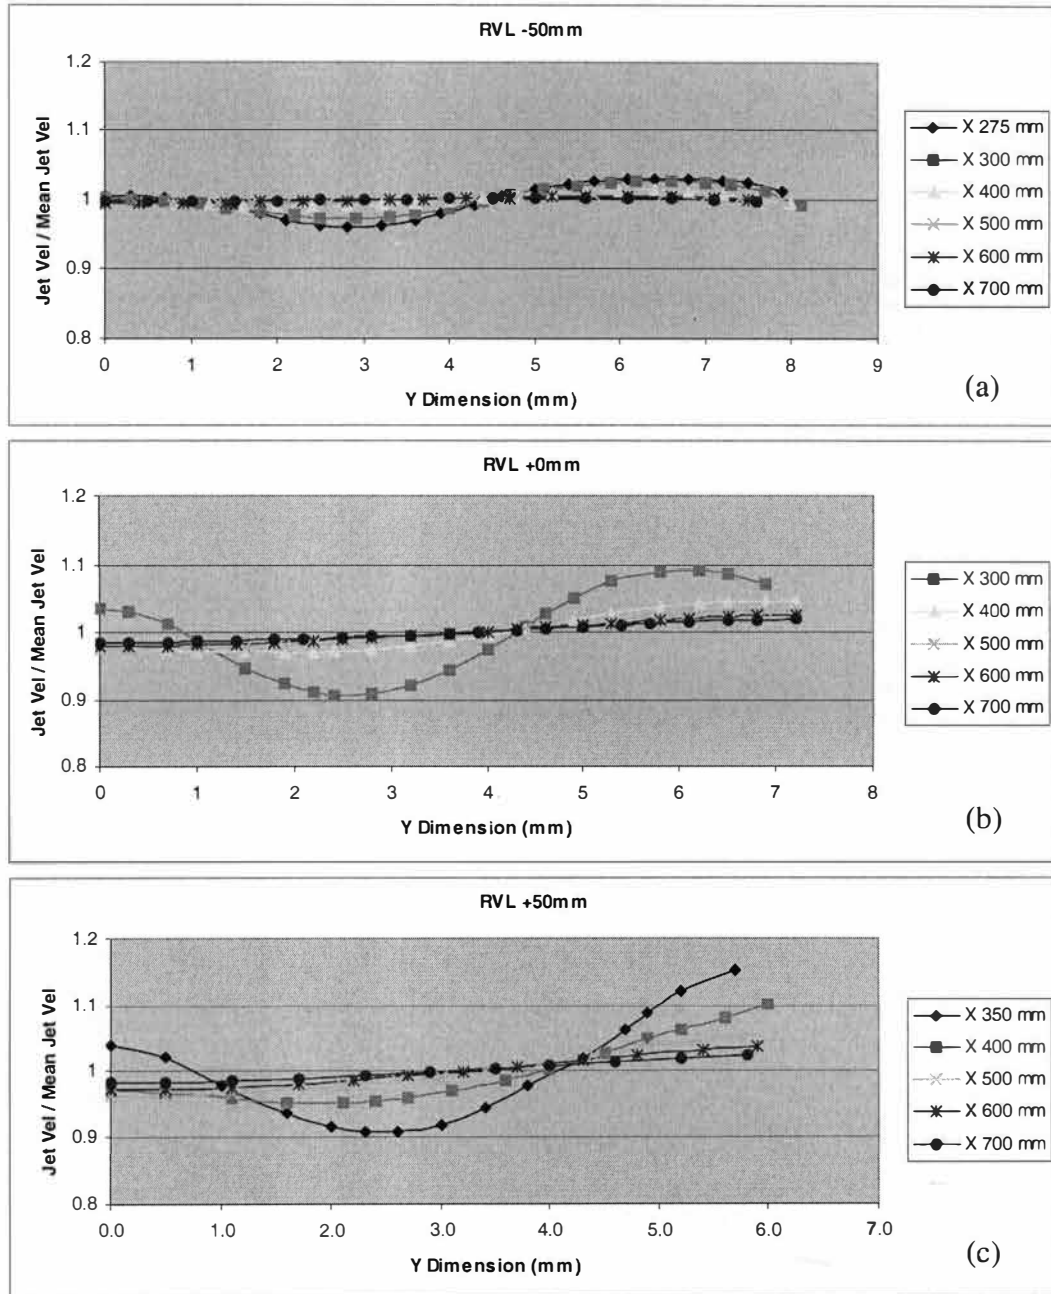 RVL -50mm
Jet Vel / Mean Jet Vel
1.2
1.1
1
0.9
0.8
0 1 2 3 4 5 6 7 8 9
Y Dimension (mm)
X 275 mm
X 300 mm
X 400 mm
X 500 mm
X 600 mm
X 700 mm
(a)
RVL +0mm
Jet Vel / Mean Jet Vel
1.2
1.1
1
0.9
0.8
0 1 2 3 4 5 6 7 8
Y Dimension (mm)
X 300 mm
X 400 mm
X 500 mm
X 600 mm
X 700 mm
(b)
RVL +50mm
Jet Vel / Mean Jet Vel
1.2
1.1
1
0.9
0.8
0.0 1.0 2.0 3.0 4.0 5.0 6.0 7.0
Y Dimension (mm)
X 350 mm
X 400 mm
X 500 mm
X 600 mm
X 700 mm
(c)